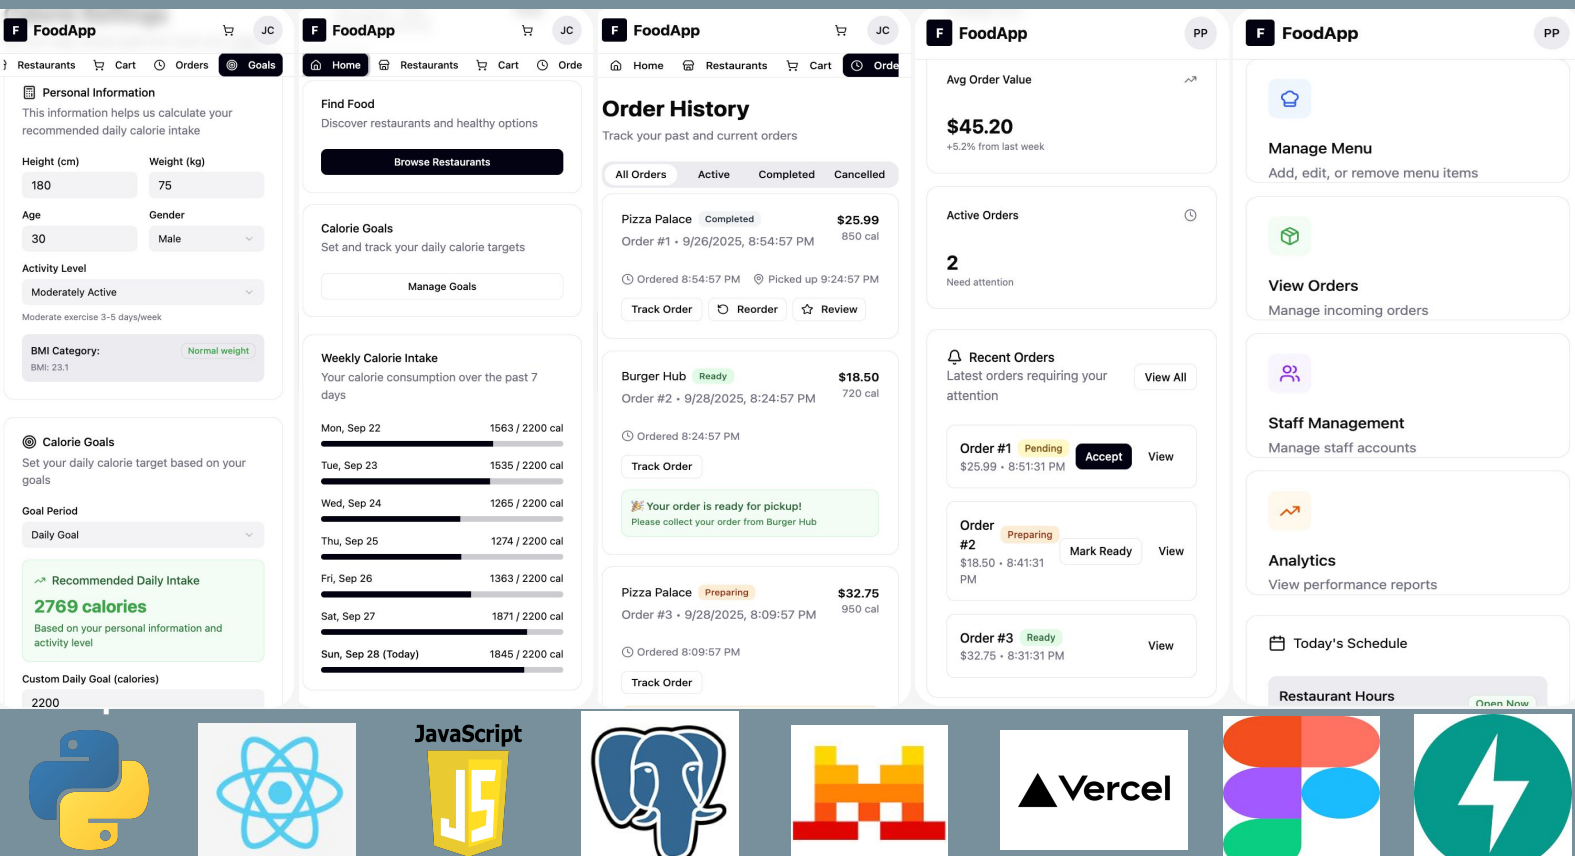 F FoodApp JC
Restaurants Cart Orders Goals
Personal Information
This information helps us calculate your
recommended daily calorie intake
Height (cm) Weight (kg)
180 75
Age Gender
30 Male
Activity Level
Moderately Active
Moderate exercise 3-5 days/week
BMI Category: Normal weight
BMI: 23.1
Calorie Goals
Set your daily calorie target based on your
goals
Goal Period
Daily Goal
Recommended Daily Intake
2769 calories
Based on your personal information and
activity level
Custom Daily Goal (calories)
2200
F FoodApp JC
Home Restaurants Cart Orde
Find Food
Discover restaurants and healthy options
Browse Restaurants
Calorie Goals
Set and track your daily calorie targets
Manage Goals
Weekly Calorie Intake
Your calorie consumption over the past 7
days
Mon, Sep 22 1563 / 2200 cal
Tue, Sep 23 1535 / 2200 cal
Wed, Sep 24 1265 / 2200 cal
Thu, Sep 25 1274 / 2200 cal
Fri, Sep 26 1363 / 2200 cal
Sat, Sep 27 1871 / 2200 cal
Sun, Sep 28 (Today) 1845 / 2200 cal
F FoodApp JC
Home Restaurants Cart Orde
Order History
Track your past and current orders
All Orders Active Completed Cancelled
Pizza Palace Completed $25.99
Order #1 • 9/26/2025, 8:54:57 PM 850 cal
Ordered 8:54:57 PM Picked up 9:24:57 PM
Track Order Reorder Review
Burger Hub Ready $18.50
Order #2 • 9/28/2025, 8:24:57 PM 720 cal
Ordered 8:24:57 PM
Track Order
🎉 Your order is ready for pickup!
Please collect your order from Burger Hub
Pizza Palace Preparing $32.75
Order #3 • 9/28/2025, 8:09:57 PM 950 cal
Ordered 8:09:57 PM
Track Order
F FoodApp PP
Avg Order Value
$45.20
+5.2% from last week
Active Orders
2
Need attention
Recent Orders
Latest orders requiring your
attention
View All
Order #1 Pending Accept View
$25.99 • 8:51:31 PM
Order
#2 Preparing Mark Ready View
$18.50 • 8:41:31
PM
Order #3 Ready View
$32.75 • 8:31:31 PM
F FoodApp PP
Manage Menu
Add, edit, or remove menu items
View Orders
Manage incoming orders
Staff Management
Manage staff accounts
Analytics
View performance reports
Today's Schedule
Restaurant Hours
Open Now
JavaScript
JS
Vercel